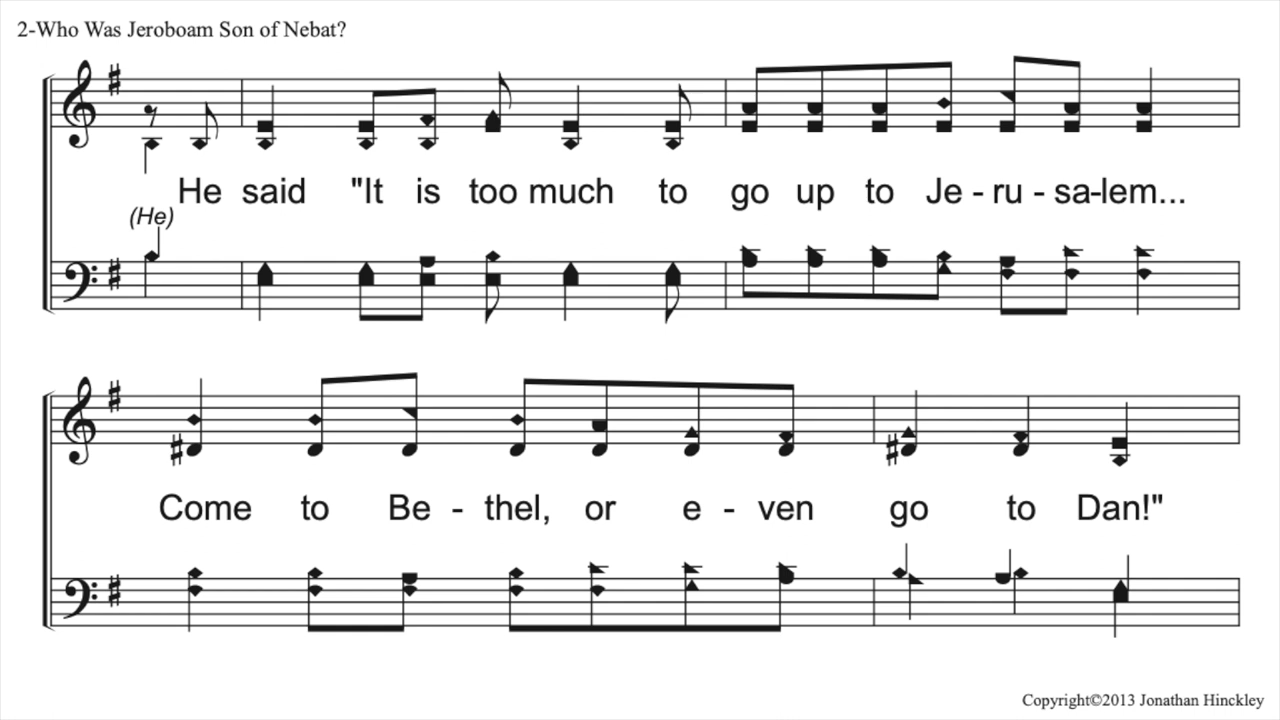 2-Who Was Jeroboam Son of Nebat?
He said "It is too much to go up to Je - ru - sa-lem...
(He)
Come to Be - thel, or e - ven go to Dan!"
Copyright©2013 Jonathan Hinckley